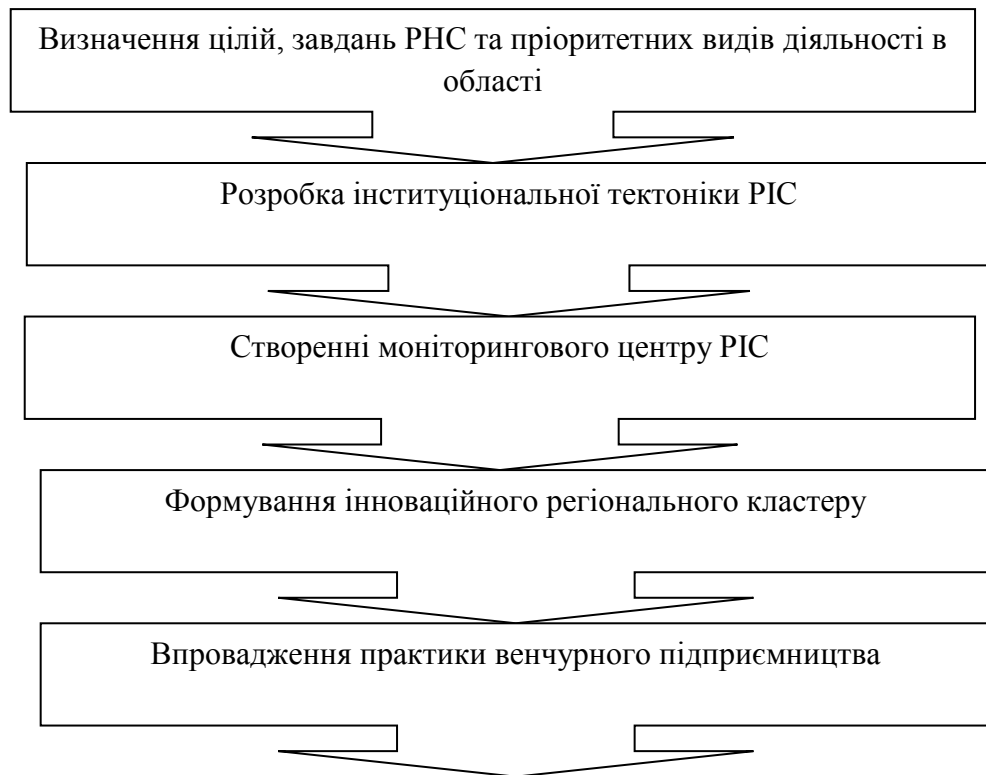 Визначення цілій, завдань РНС та пріоритетних видів діяльності в
області
Розробка інституціональної тектоніки РІС
Створенні моніторингового центру РІС
Формування інноваційного регіонального кластеру
Впровадження практики венчурного підприємництва